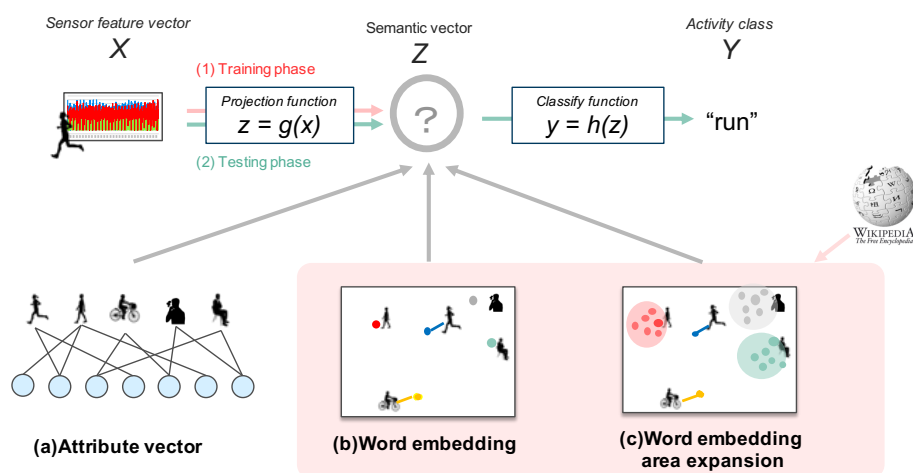 Sensor feature vector
X
Semantic vector
Z
Activity class
Y
(1) Training phase
Projection function
z = g(x)
?
Classify function
y = h(z)
“run”
(2) Testing phase
WIKIPEDIA
The Free Encyclopedia
(a)Attribute vector
(b)Word embedding
(c)Word embedding
area expansion